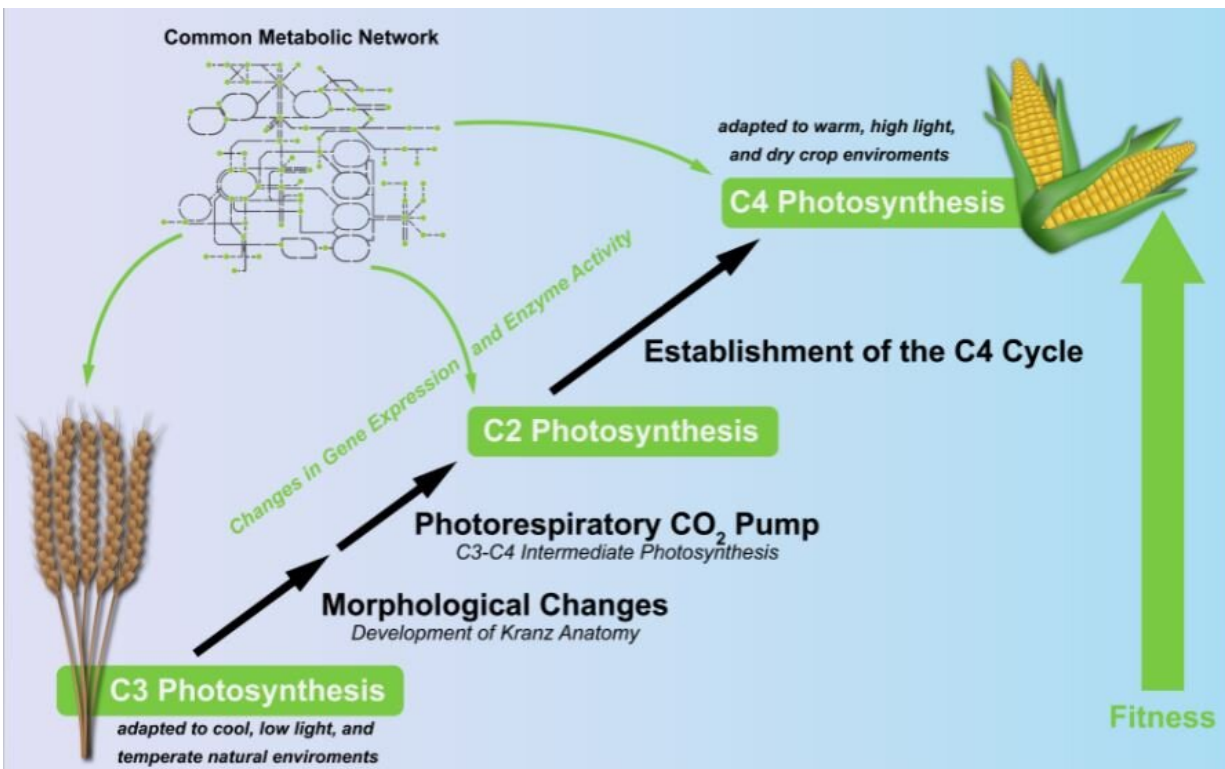 Common Metabolic Network
adapted to warm, high light,
and dry crop enviroments
C4 Photosynthesis
Changes in Gene Expression and Enzyme Activity
Establishment of the C4 Cycle
C2 Photosynthesis
Photorespiratory CO₂ Pump
C3-C4 Intermediate Photosynthesis
Morphological Changes
Development of Kranz Anatomy
C3 Photosynthesis
adapted to cool, low light, and
temperate natural enviroments
Fitness